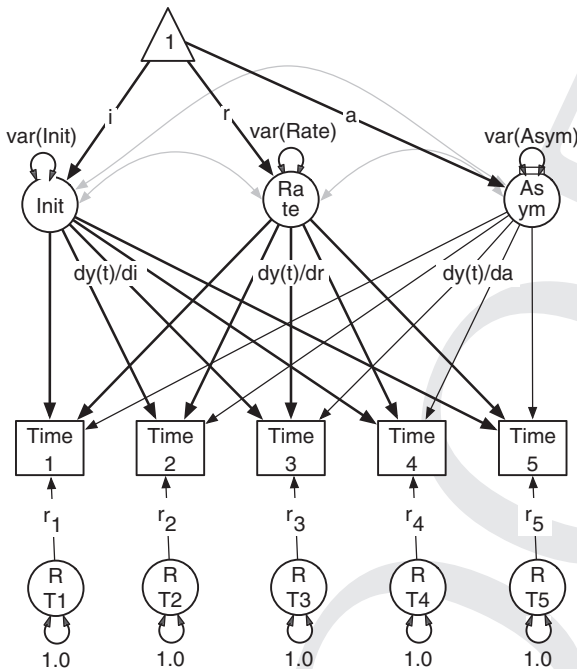 1
i
r
a
var(Init)
var(Rate)
var(Asym)
Init
Ra
te
As
ym
dy(t)/di
dy(t)/dr
dy(t)/da
Time
1
Time
2
Time
3
Time
4
Time
5
r1
r2
r3
r4
r5
R
T1
R
T2
R
T3
R
T4
R
T5
1.0
1.0
1.0
1.0
1.0